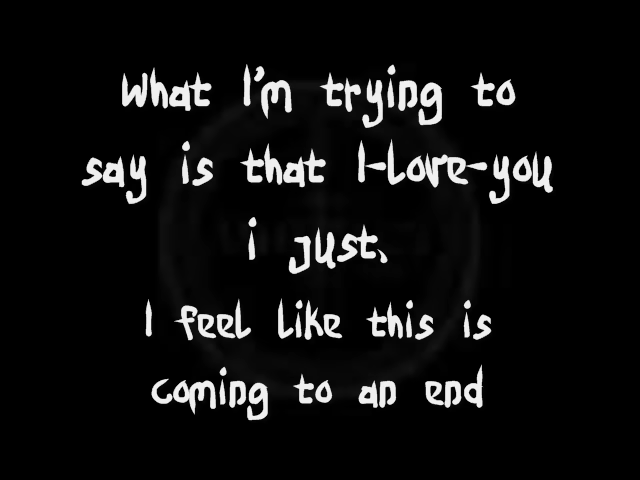 What I'm trying to
say is that I-Love-you
i just,
I feel like this is
coming to an end